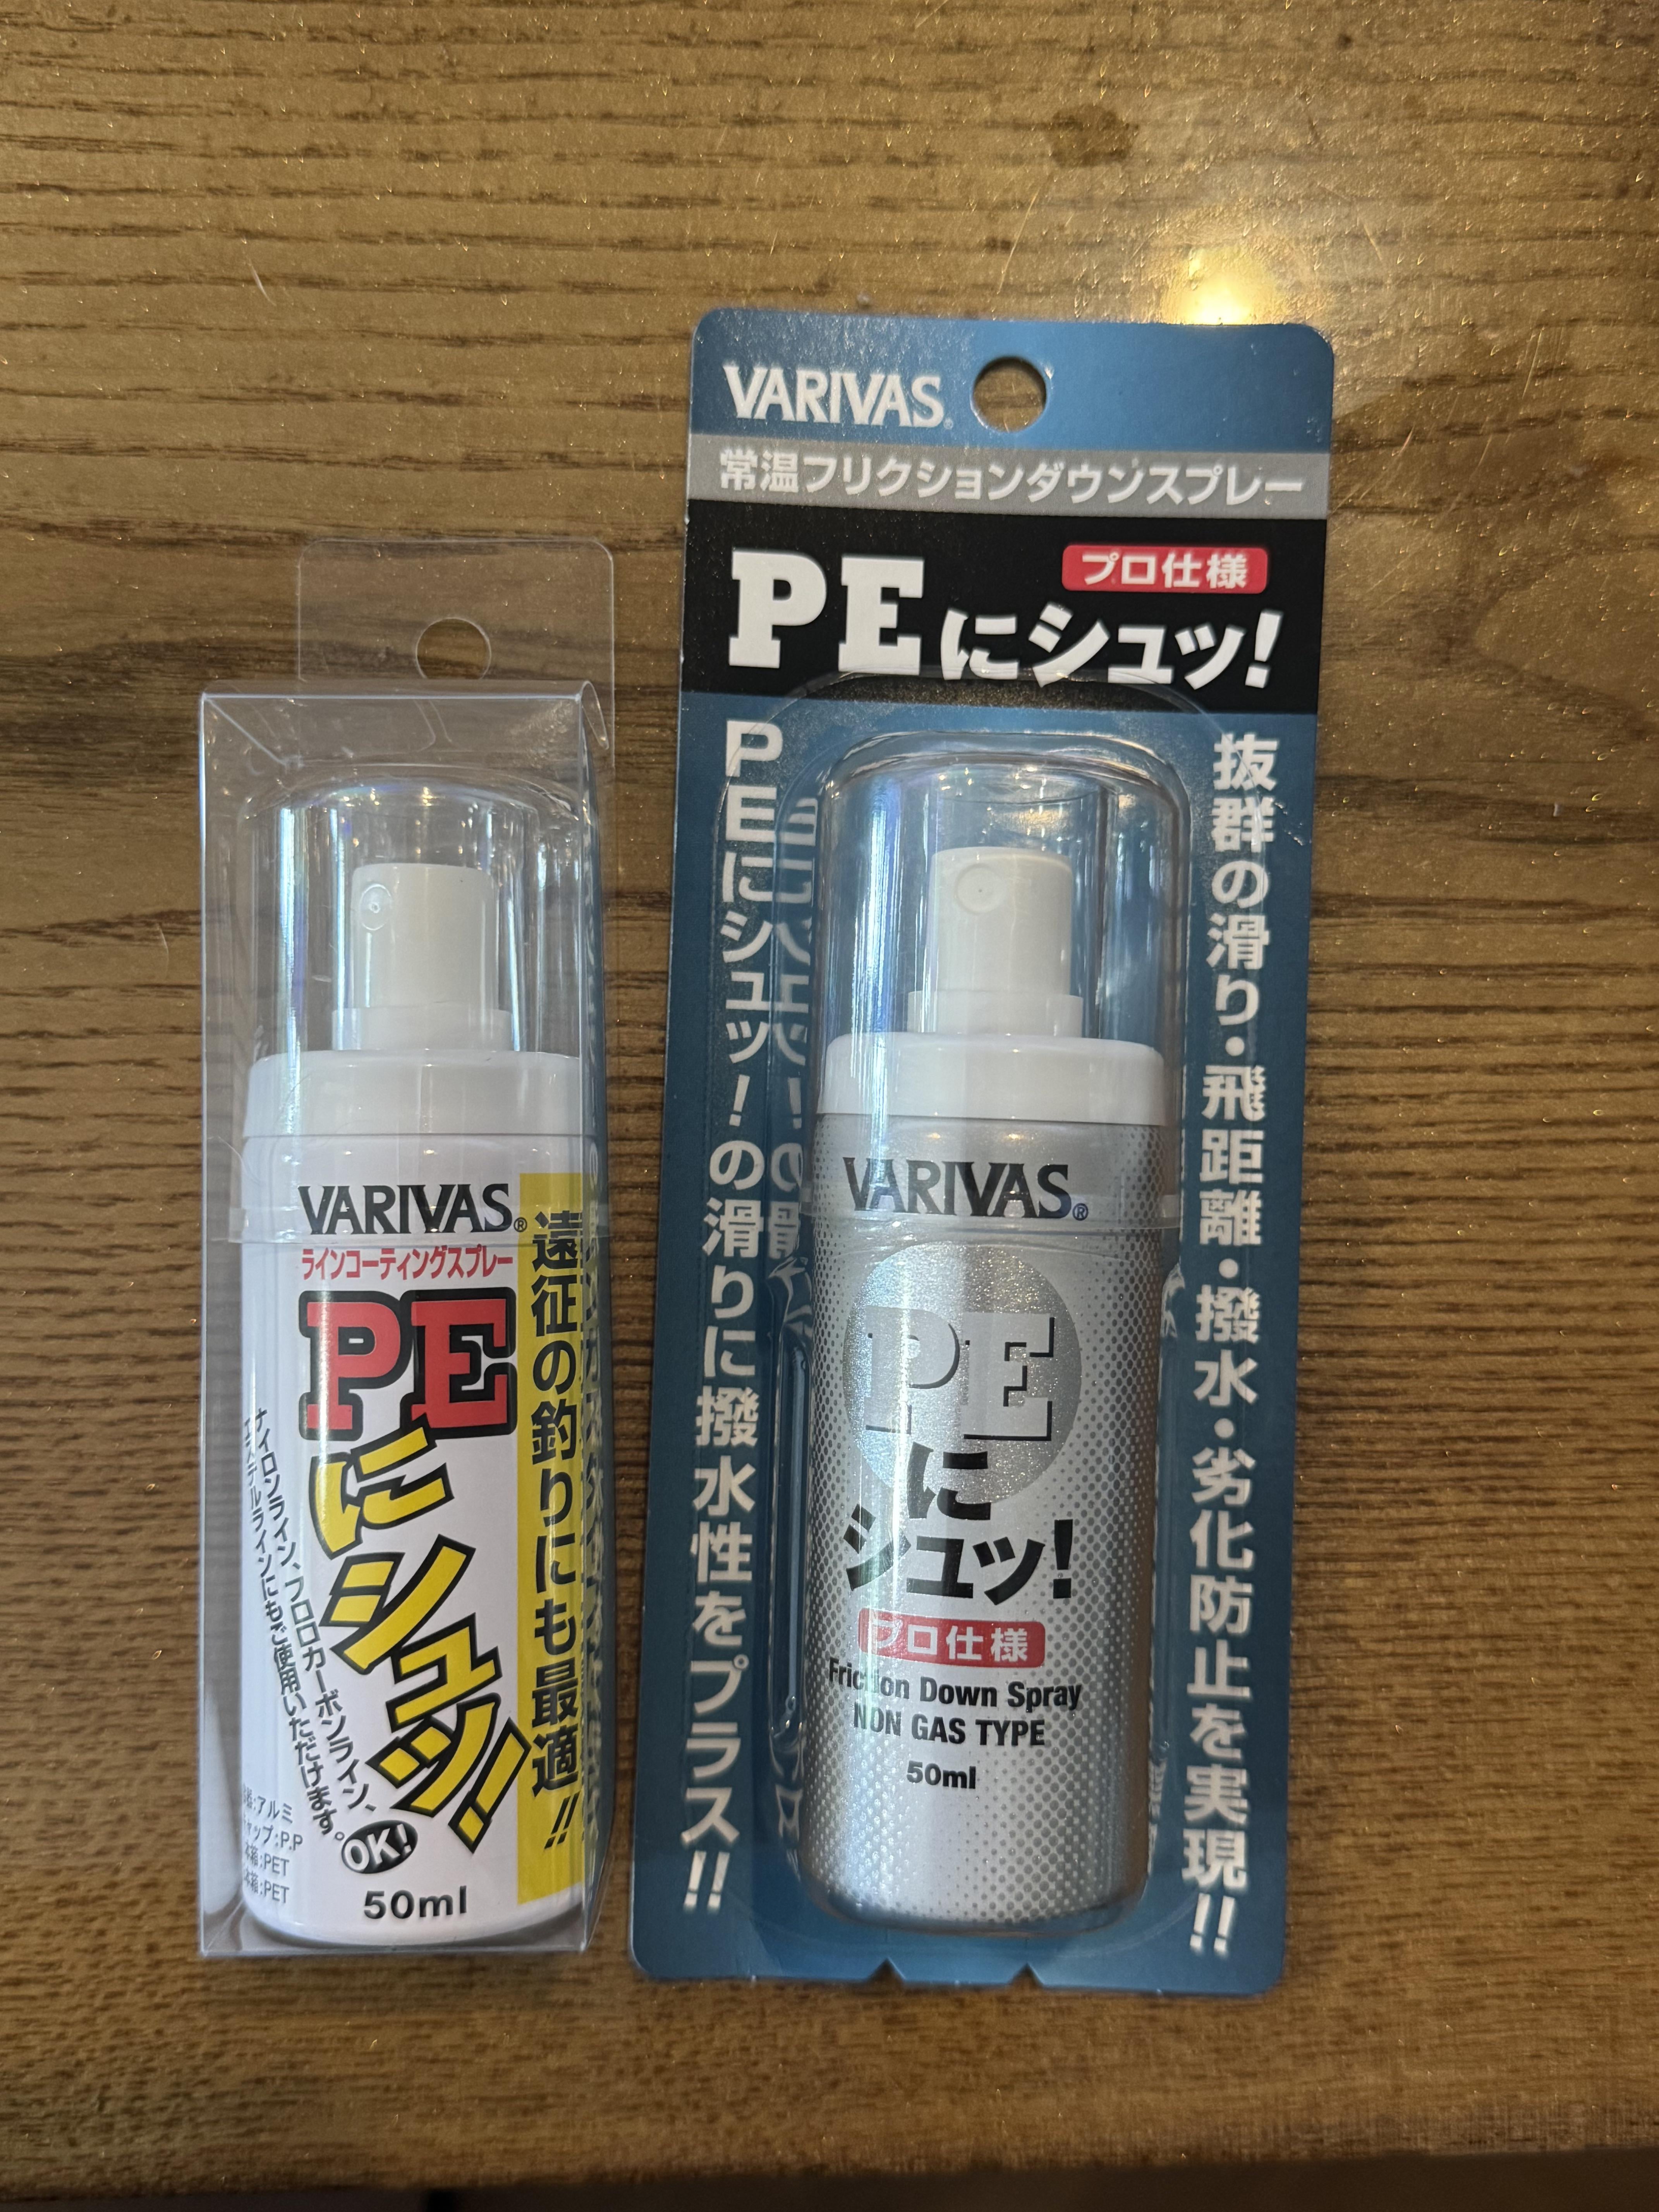 VARIVAS®
ラインコーティングスプレー
PE
に
シュッ!
遠征の釣りにも最適!!
ナイロンライン、フロロカーボンライン、
エステルラインにもご使用いただけます。
OK!
:アルミ
:P.P
:PET
:PET
50ml
VARIVAS®
常温フリクションダウンスプレー
プロ仕様
PEにシュッ!
抜群の滑り・飛距離・撥水・劣化防止を実現!!
PEにシュッ!の滑りに撥水性をプラス!!
VARIVAS®
PE
に
シュッ!
プロ仕様
Friction Down Spray
NON GAS TYPE
50ml